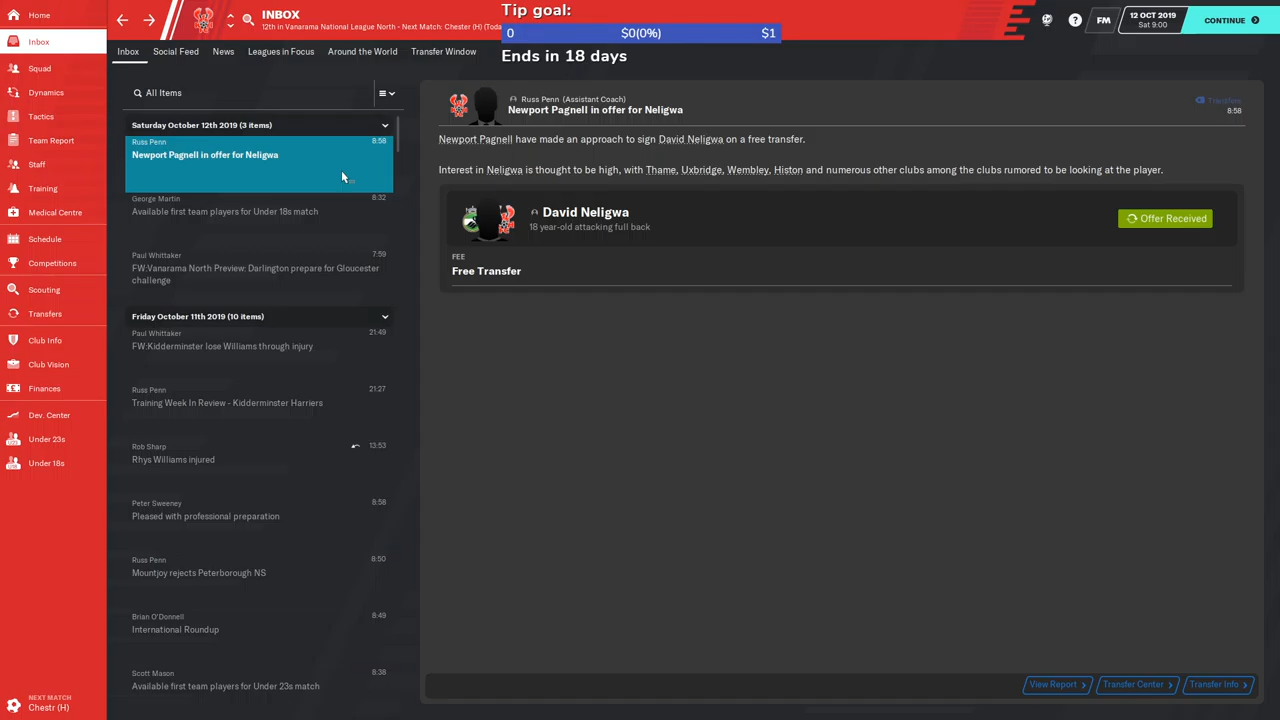 Home
Inbox
Squad
Dynamics
Tactics
Team Report
Staff
Training
Medical Centre
Schedule
Competitions
Scouting
Transfers
Club Info
Club Vision
Finances
Dev. Center
Under 23s
Under 18s
NEXT MATCH
Chestr (H)
INBOX
12th in Vanarama National League North - Next Match: Chester (H) (Toda
Tip goal:
0 $0(0%) $1
Ends in 18 days
FM
12 OCT 2019
Sat 9:00
CONTINUE
Inbox Social Feed News Leagues in Focus Around the World Transfer Window
All Items
Saturday October 12th 2019 (3 items)
Russ Penn 8:58
Newport Pagnell in offer for Neligwa
George Martin 8:32
Available first team players for Under 18s match
Paul Whittaker 7:59
FW:Vanarama North Preview: Darlington prepare for Gloucester
challenge
Friday October 11th 2019 (10 items)
Paul Whittaker 21:49
FW:Kidderminster lose Williams through injury
Russ Penn 21:27
Training Week In Review - Kidderminster Harriers
Rob Sharp 13:53
Rhys Williams injured
Peter Sweeney 8:58
Pleased with professional preparation
Russ Penn 8:50
Mountjoy rejects Peterborough NS
Brian O'Donnell 8:49
International Roundup
Scott Mason 8:38
Available first team players for Under 23s match
Russ Penn (Assistant Coach)
Newport Pagnell in offer for Neligwa
Transfers
8:58
Newport Pagnell have made an approach to sign David Neligwa on a free transfer.
Interest in Neligwa is thought to be high, with Thame, Uxbridge, Wembley, Histon and numerous other clubs among the clubs rumored to be looking at the player.
David Neligwa
18 year-old attacking full back
Offer Received
FEE
Free Transfer
View Report Transfer Center Transfer Info